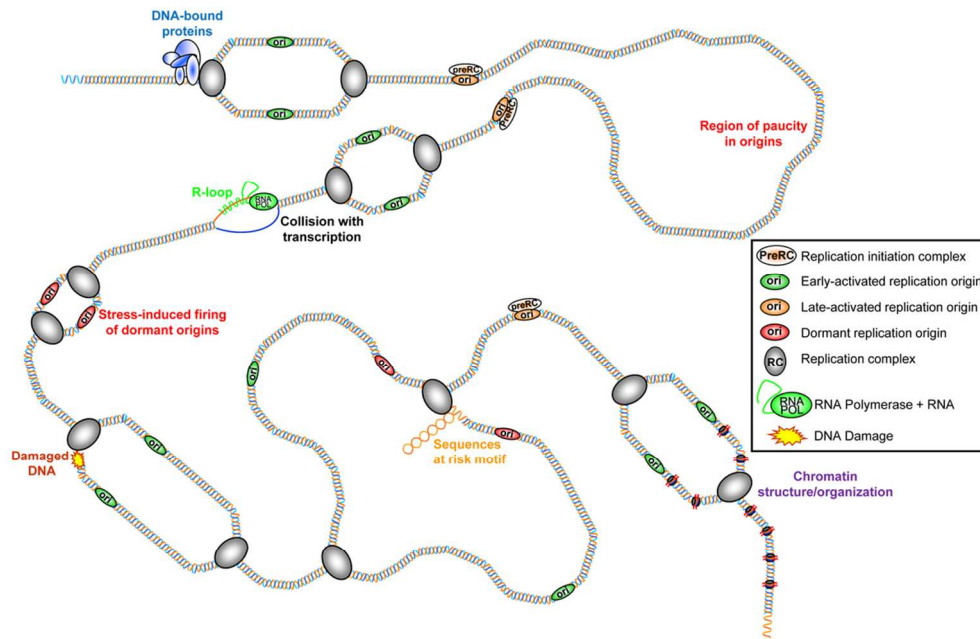 DNA-bound
proteins
ori
ori
preRC
ori
ori
PreRC
Region of paucity
in origins
ori
ori
R-loop
RNA
POL
Collision with
transcription
ori
ori
Stress-induced firing
of dormant origins
preRC
ori
ori
ori
ori
Sequences
at risk motif
ori
ori
Damaged
DNA
ori
ori
ori
Chromatin
structure/organization
ori
PreRC Replication initiation complex
ori Early-activated replication origin
ori Late-activated replication origin
ori Dormant replication origin
RC Replication complex
RNA
POL RNA Polymerase + RNA
DNA Damage